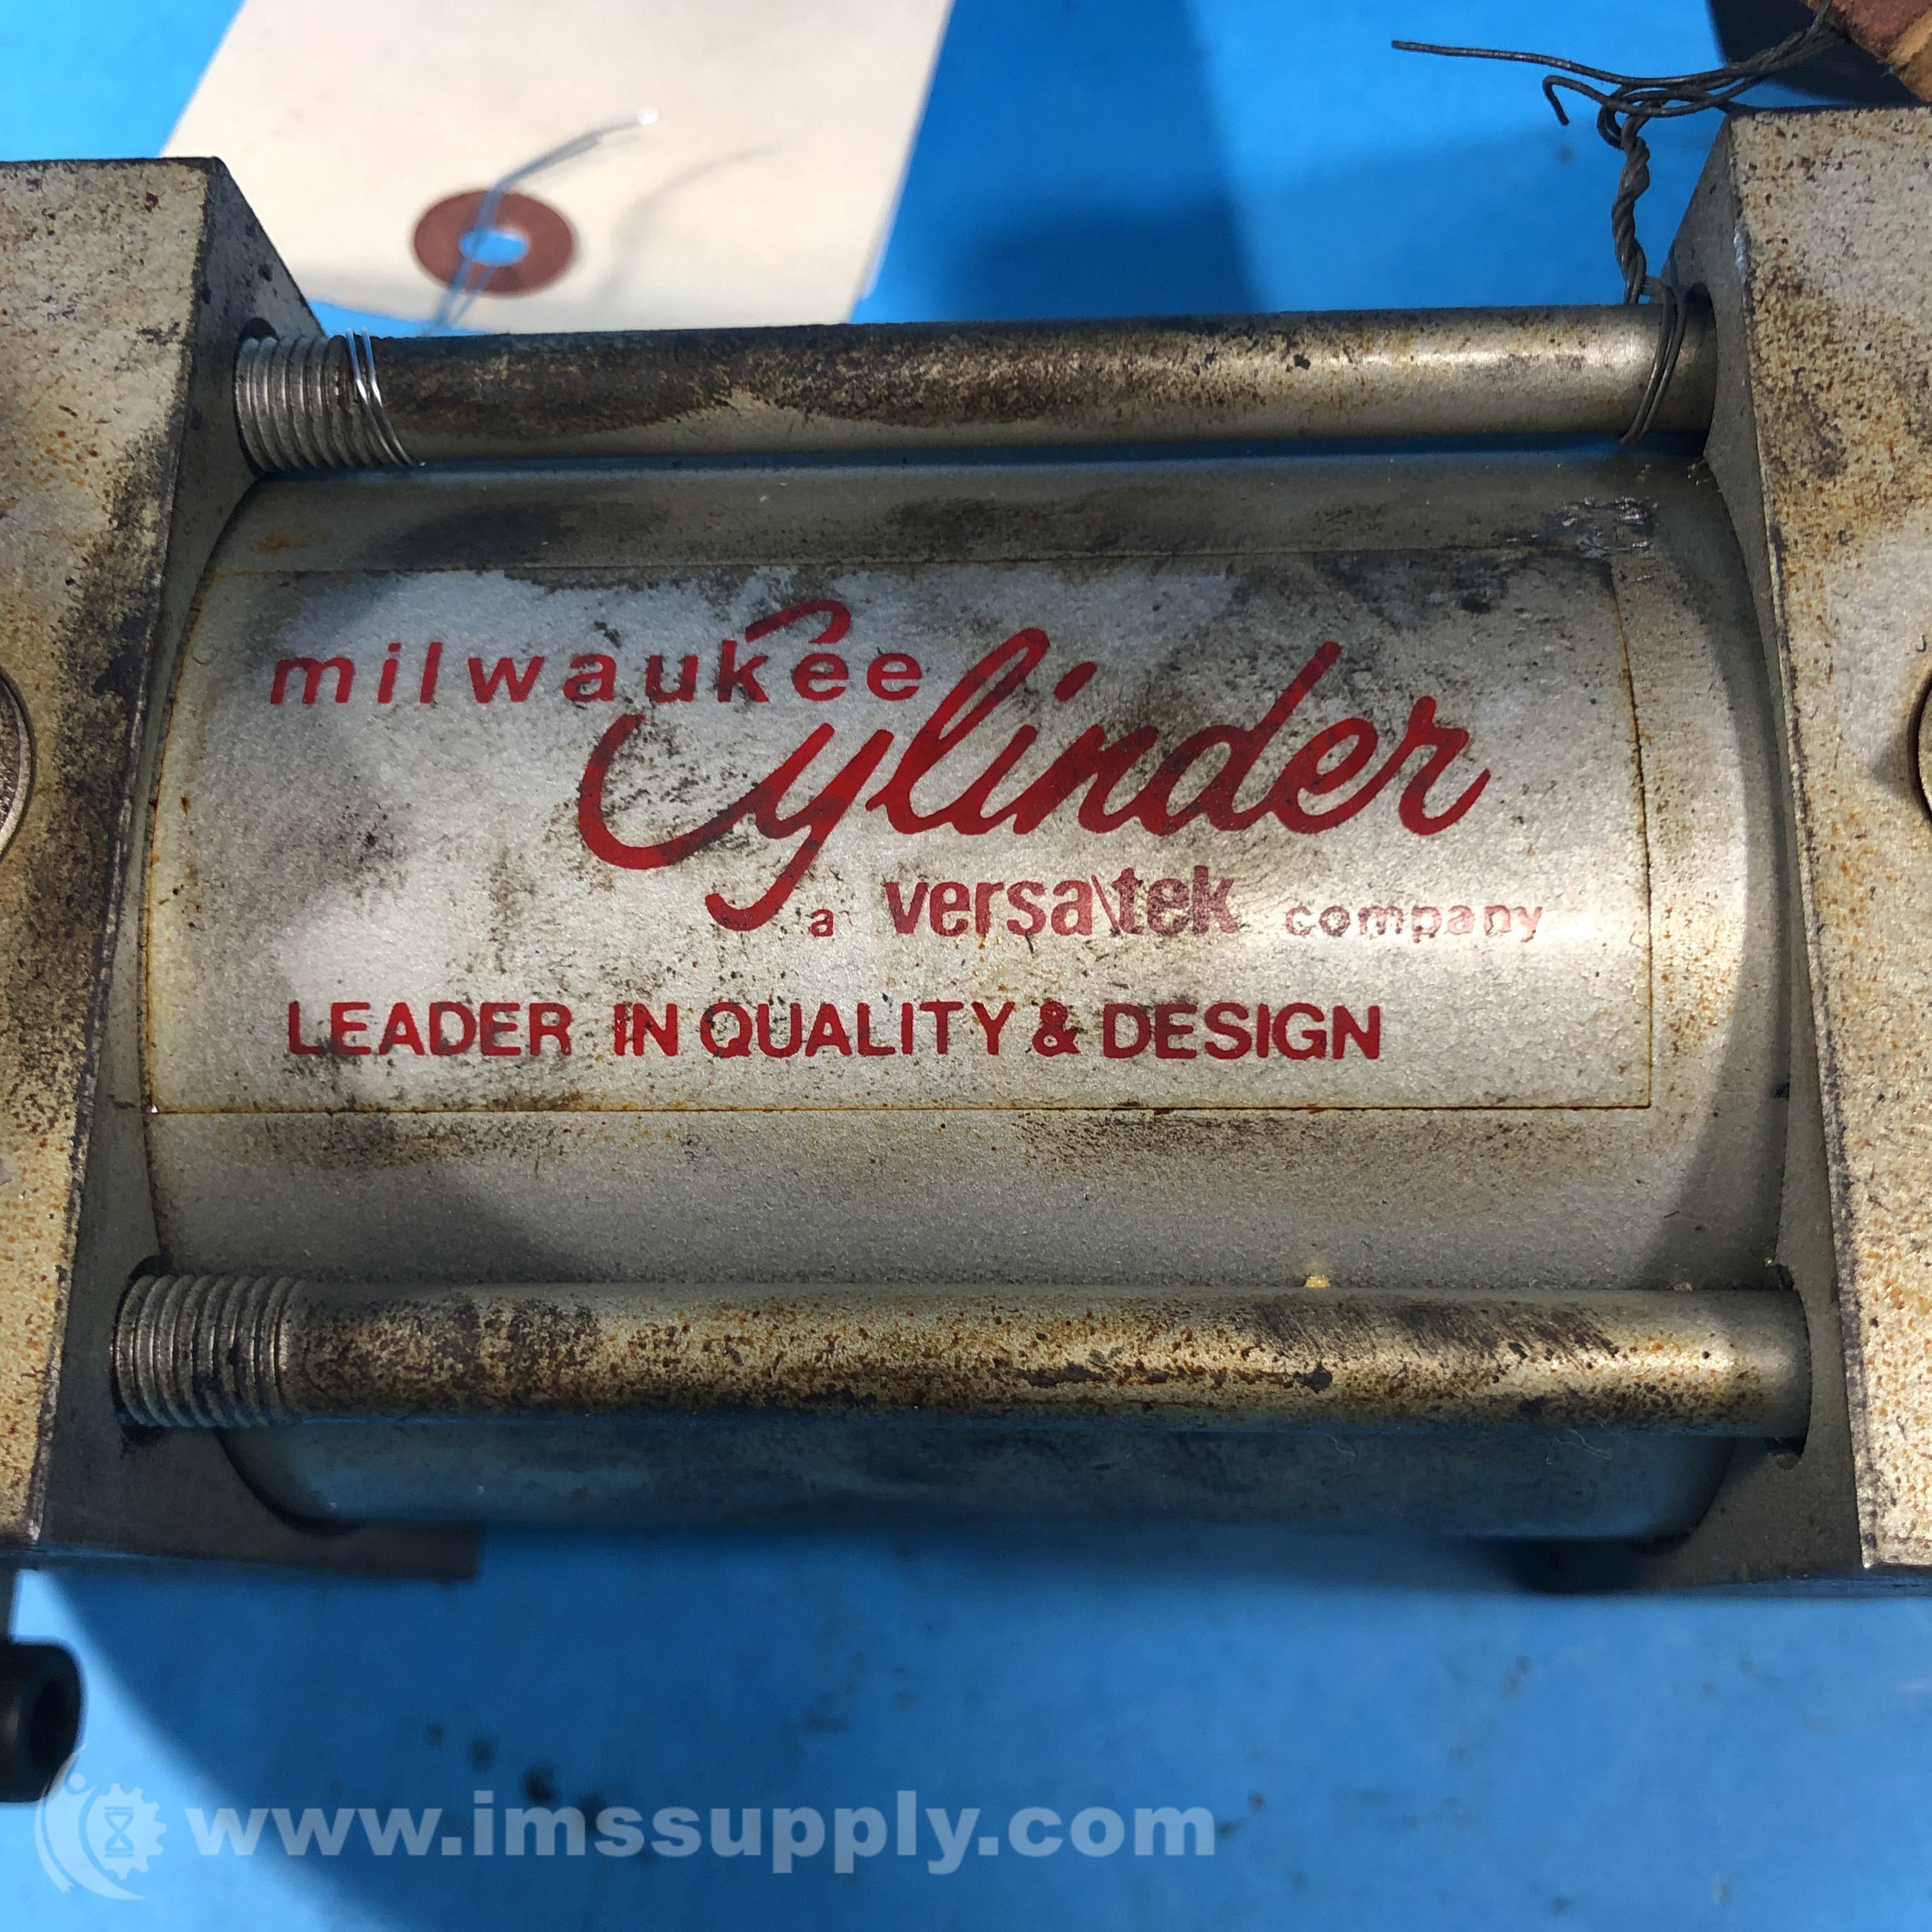 milwaukee
Cylinder
a versa\tek company
LEADER IN QUALITY & DESIGN
www.imssupply.com